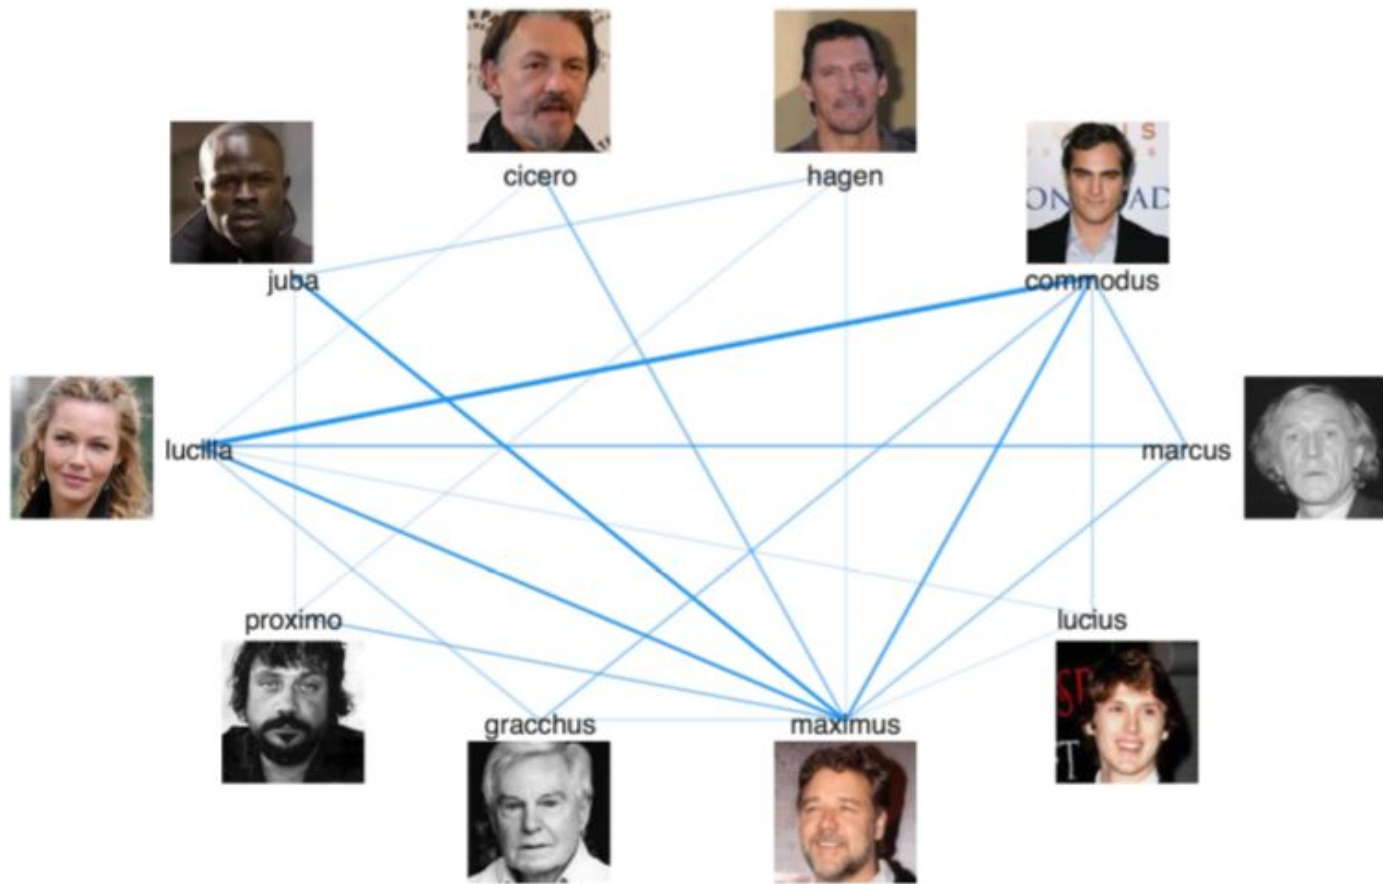 cicero
hagen
juba
commodus
lucilla
marcus
proximo
lucius
gracchus
maximus